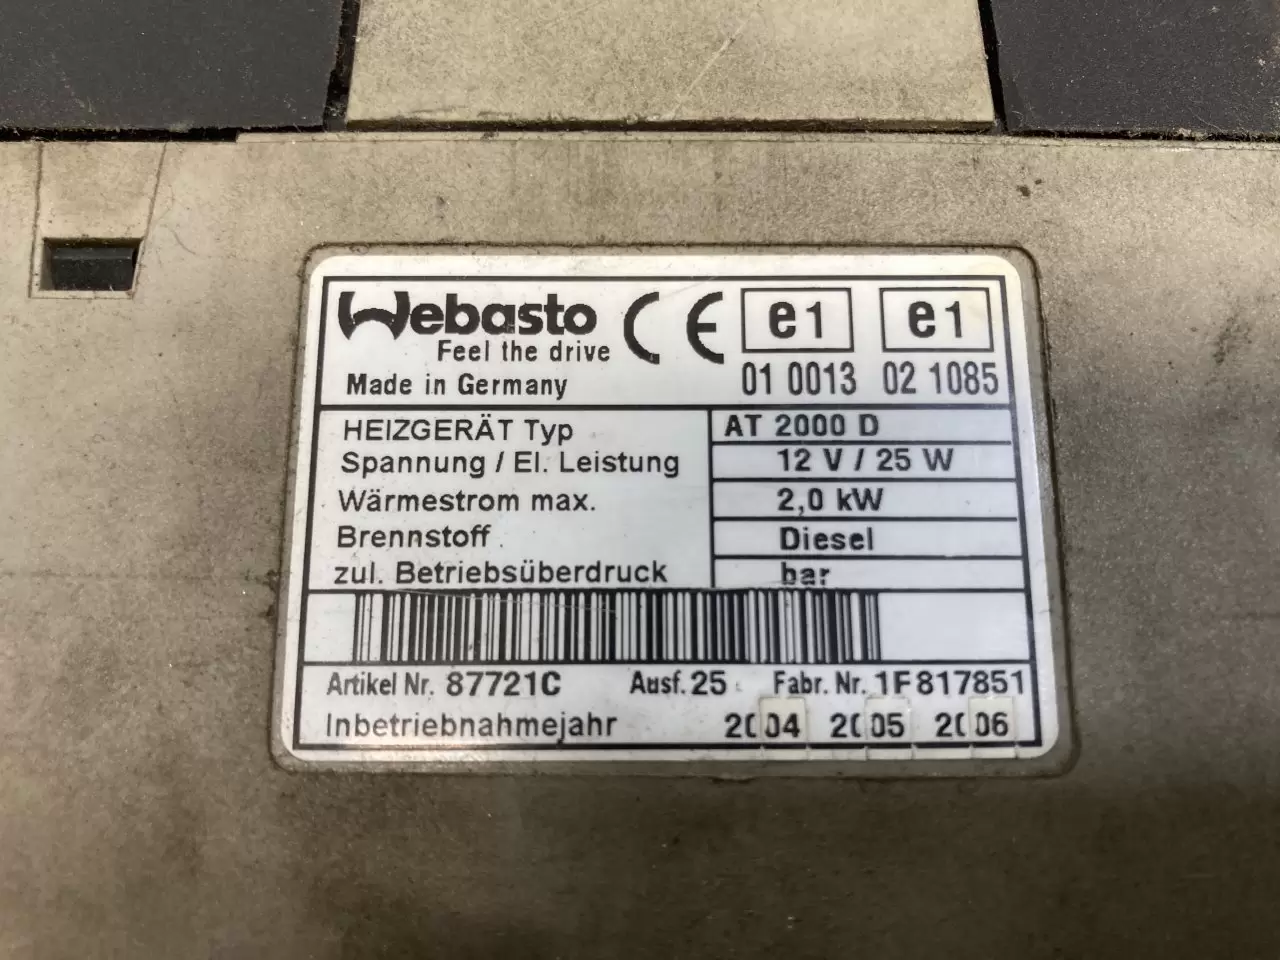 Webasto CE e1 e1
Feel the drive
Made in Germany 01 0013 02 1085
HEIZGERÄT Typ AT 2000 D
Spannung / El. Leistung 12 V / 25 W
Wärmestrom max. 2,0 kW
Brennstoff Diesel
zul. Betriebsüberdruck bar
Artikel Nr. 87721C Ausf. 25 Fabr. Nr. 1F817851
Inbetriebnahmejahr 2004 2005 2006